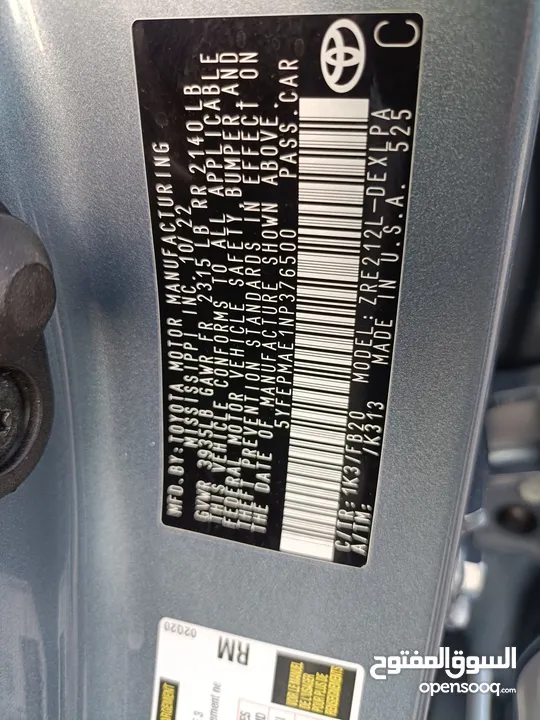 MFD.BY:TOYOTA MOTOR MANUFACTURING
MISSISSIPPI INC. 10/22
GVWR 3935LB GAWR FR 2315 LB RR 2140 LB
THIS VEHICLE CONFORMS TO ALL APPLICABLE
FEDERAL MOTOR VEHICLE SAFETY BUMPER AND
THEFT PREVENTION STANDARDS IN EFFECT ON
THE DATE OF MANUFACTURE SHOWN ABOVE.
5YFEPMAE1NP376500 PASS.CAR
C/TR: 1K3/FB20 MODEL: ZRE212L-DEXLPA
A/TM: /K313 MADE IN U.S.A. 525
C
02020
RM
السوق المفتوح
opensooq.com